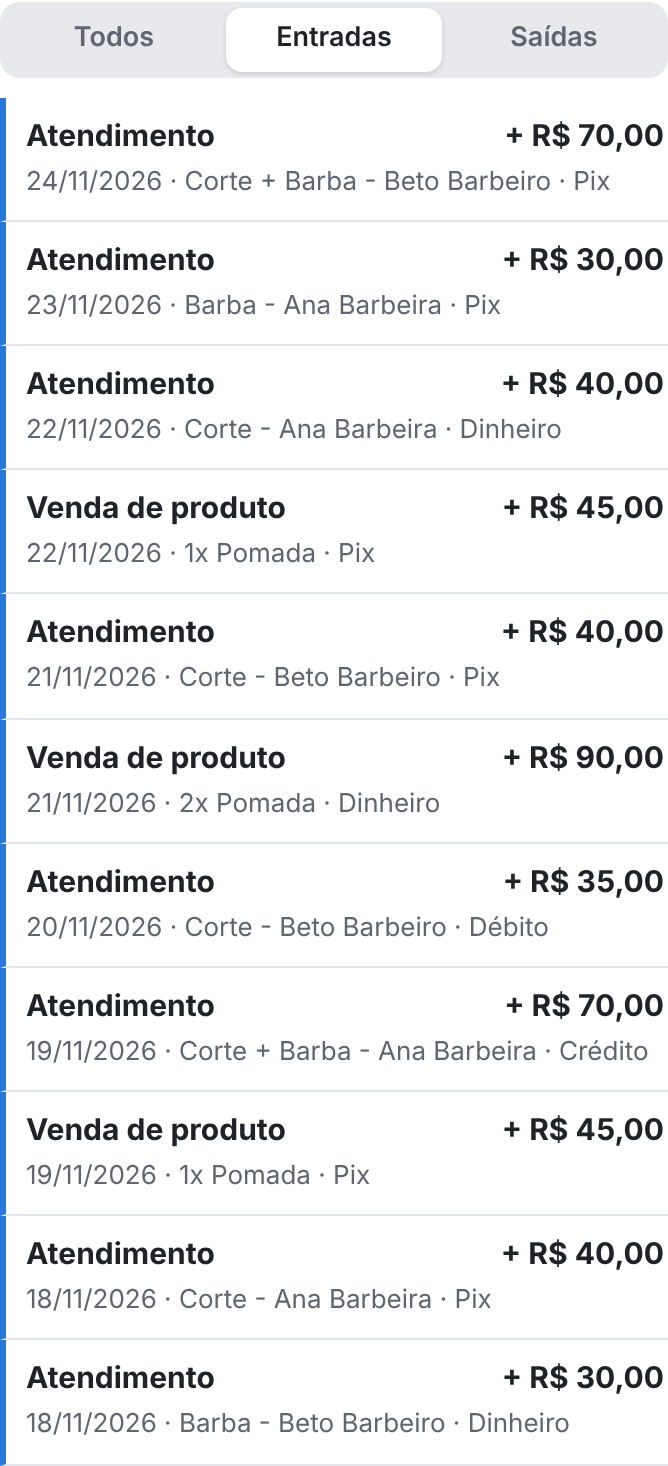 Todos Entradas Saídas
Atendimento + R$ 70,00
24/11/2026 · Corte + Barba - Beto Barbeiro · Pix
Atendimento + R$ 30,00
23/11/2026 · Barba - Ana Barbeira · Pix
Atendimento + R$ 40,00
22/11/2026 · Corte - Ana Barbeira · Dinheiro
Venda de produto + R$ 45,00
22/11/2026 · 1x Pomada · Pix
Atendimento + R$ 40,00
21/11/2026 · Corte - Beto Barbeiro · Pix
Venda de produto + R$ 90,00
21/11/2026 · 2x Pomada · Dinheiro
Atendimento + R$ 35,00
20/11/2026 · Corte - Beto Barbeiro · Débito
Atendimento + R$ 70,00
19/11/2026 · Corte + Barba - Ana Barbeira · Crédito
Venda de produto + R$ 45,00
19/11/2026 · 1x Pomada · Pix
Atendimento + R$ 40,00
18/11/2026 · Corte - Ana Barbeira · Pix
Atendimento + R$ 30,00
18/11/2026 · Barba - Beto Barbeiro · Dinheiro